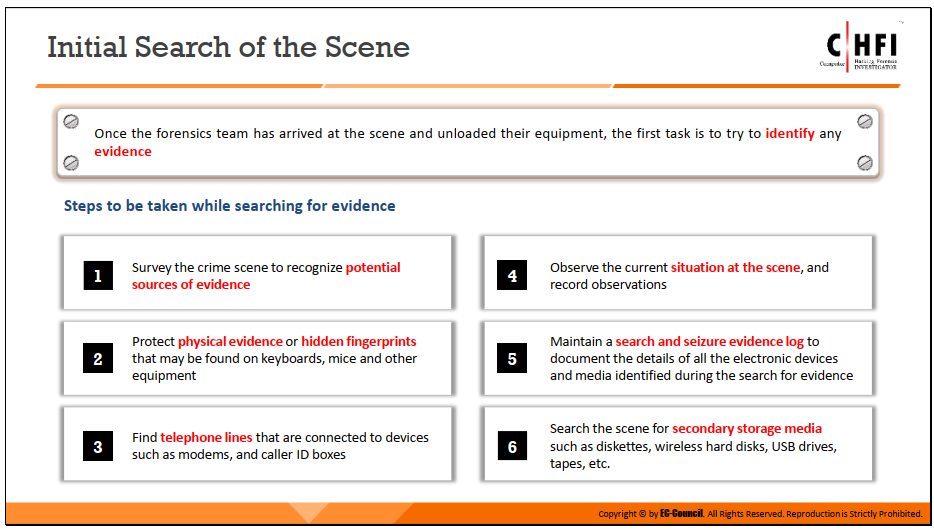 Initial Search of the Scene
CHFI
Computer Hacking Forensic
INVESTIGATOR
Once the forensics team has arrived at the scene and unloaded their equipment, the first task is to try to identify any
evidence
Steps to be taken while searching for evidence
1
Survey the crime scene to recognize potential
sources of evidence
2
Protect physical evidence or hidden fingerprints
that may be found on keyboards, mice and other
equipment
3
Find telephone lines that are connected to devices
such as modems, and caller ID boxes
4
Observe the current situation at the scene, and
record observations
5
Maintain a search and seizure evidence log to
document the details of all the electronic devices
and media identified during the search for evidence
6
Search the scene for secondary storage media
such as diskettes, wireless hard disks, USB drives,
tapes, etc.
Copyright © by EC-Council. All Rights Reserved. Reproduction is Strictly Prohibited.